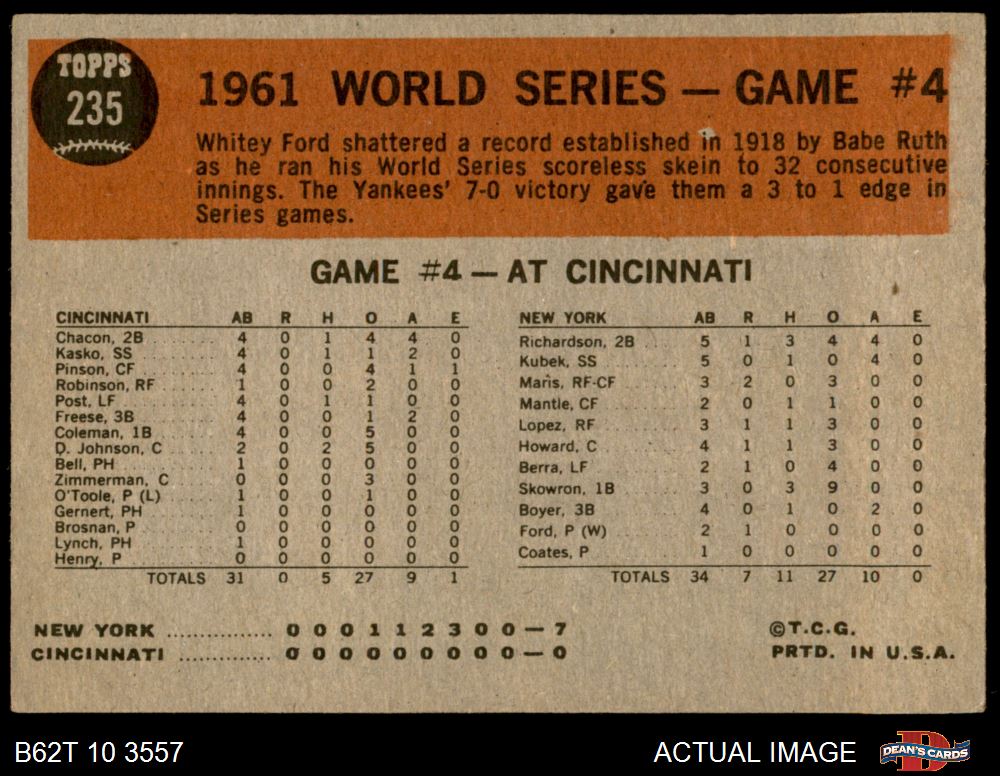 TOPPS
235
1961 WORLD SERIES — GAME #4
Whitey Ford shattered a record established in 1918 by Babe Ruth
as he ran his World Series scoreless skein to 32 consecutive
innings. The Yankees' 7-0 victory gave them a 3 to 1 edge in
Series games.
GAME #4 — AT CINCINNATI
CINCINNATI AB R H O A E
Chacon, 2B 4 0 1 4 4 0
Kasko, SS 4 0 1 1 2 0
Pinson, CF 4 0 0 4 1 1
Robinson, RF 1 0 0 2 0 0
Post, LF 4 0 1 1 0 0
Freese, 3B 4 0 0 1 2 0
Coleman, 1B 4 0 0 5 0 0
D. Johnson, C 2 0 2 5 0 0
Bell, PH 1 0 0 0 0 0
Zimmerman, C 0 0 0 3 0 0
O'Toole, P (L) 1 0 0 1 0 0
Gernert, PH 1 0 0 0 0 0
Brosnan, P 0 0 0 0 0 0
Lynch, PH 1 0 0 0 0 0
Henry, P 0 0 0 0 0 0
TOTALS 31 0 5 27 9 1
NEW YORK AB R H O A E
Richardson, 2B 5 1 3 4 4 0
Kubek, SS 5 0 1 0 4 0
Maris, RF-CF 3 2 0 3 0 0
Mantle, CF 2 0 1 1 0 0
Lopez, RF 3 1 1 3 0 0
Howard, C 4 1 1 3 0 0
Berra, LF 2 1 0 4 0 0
Skowron, 1B 3 0 3 9 0 0
Boyer, 3B 4 0 1 0 2 0
Ford, P (W) 2 1 0 0 0 0
Coates, P 1 0 0 0 0 0
TOTALS 34 7 11 27 10 0
NEW YORK ............... 0 0 0 1 1 2 3 0 0 — 7
CINCINNATI ............. 0 0 0 0 0 0 0 0 0 — 0
©T.C.G.
PRTD. IN U.S.A.
B62T 10 3557
ACTUAL IMAGE
D
DEAN'S CARDS